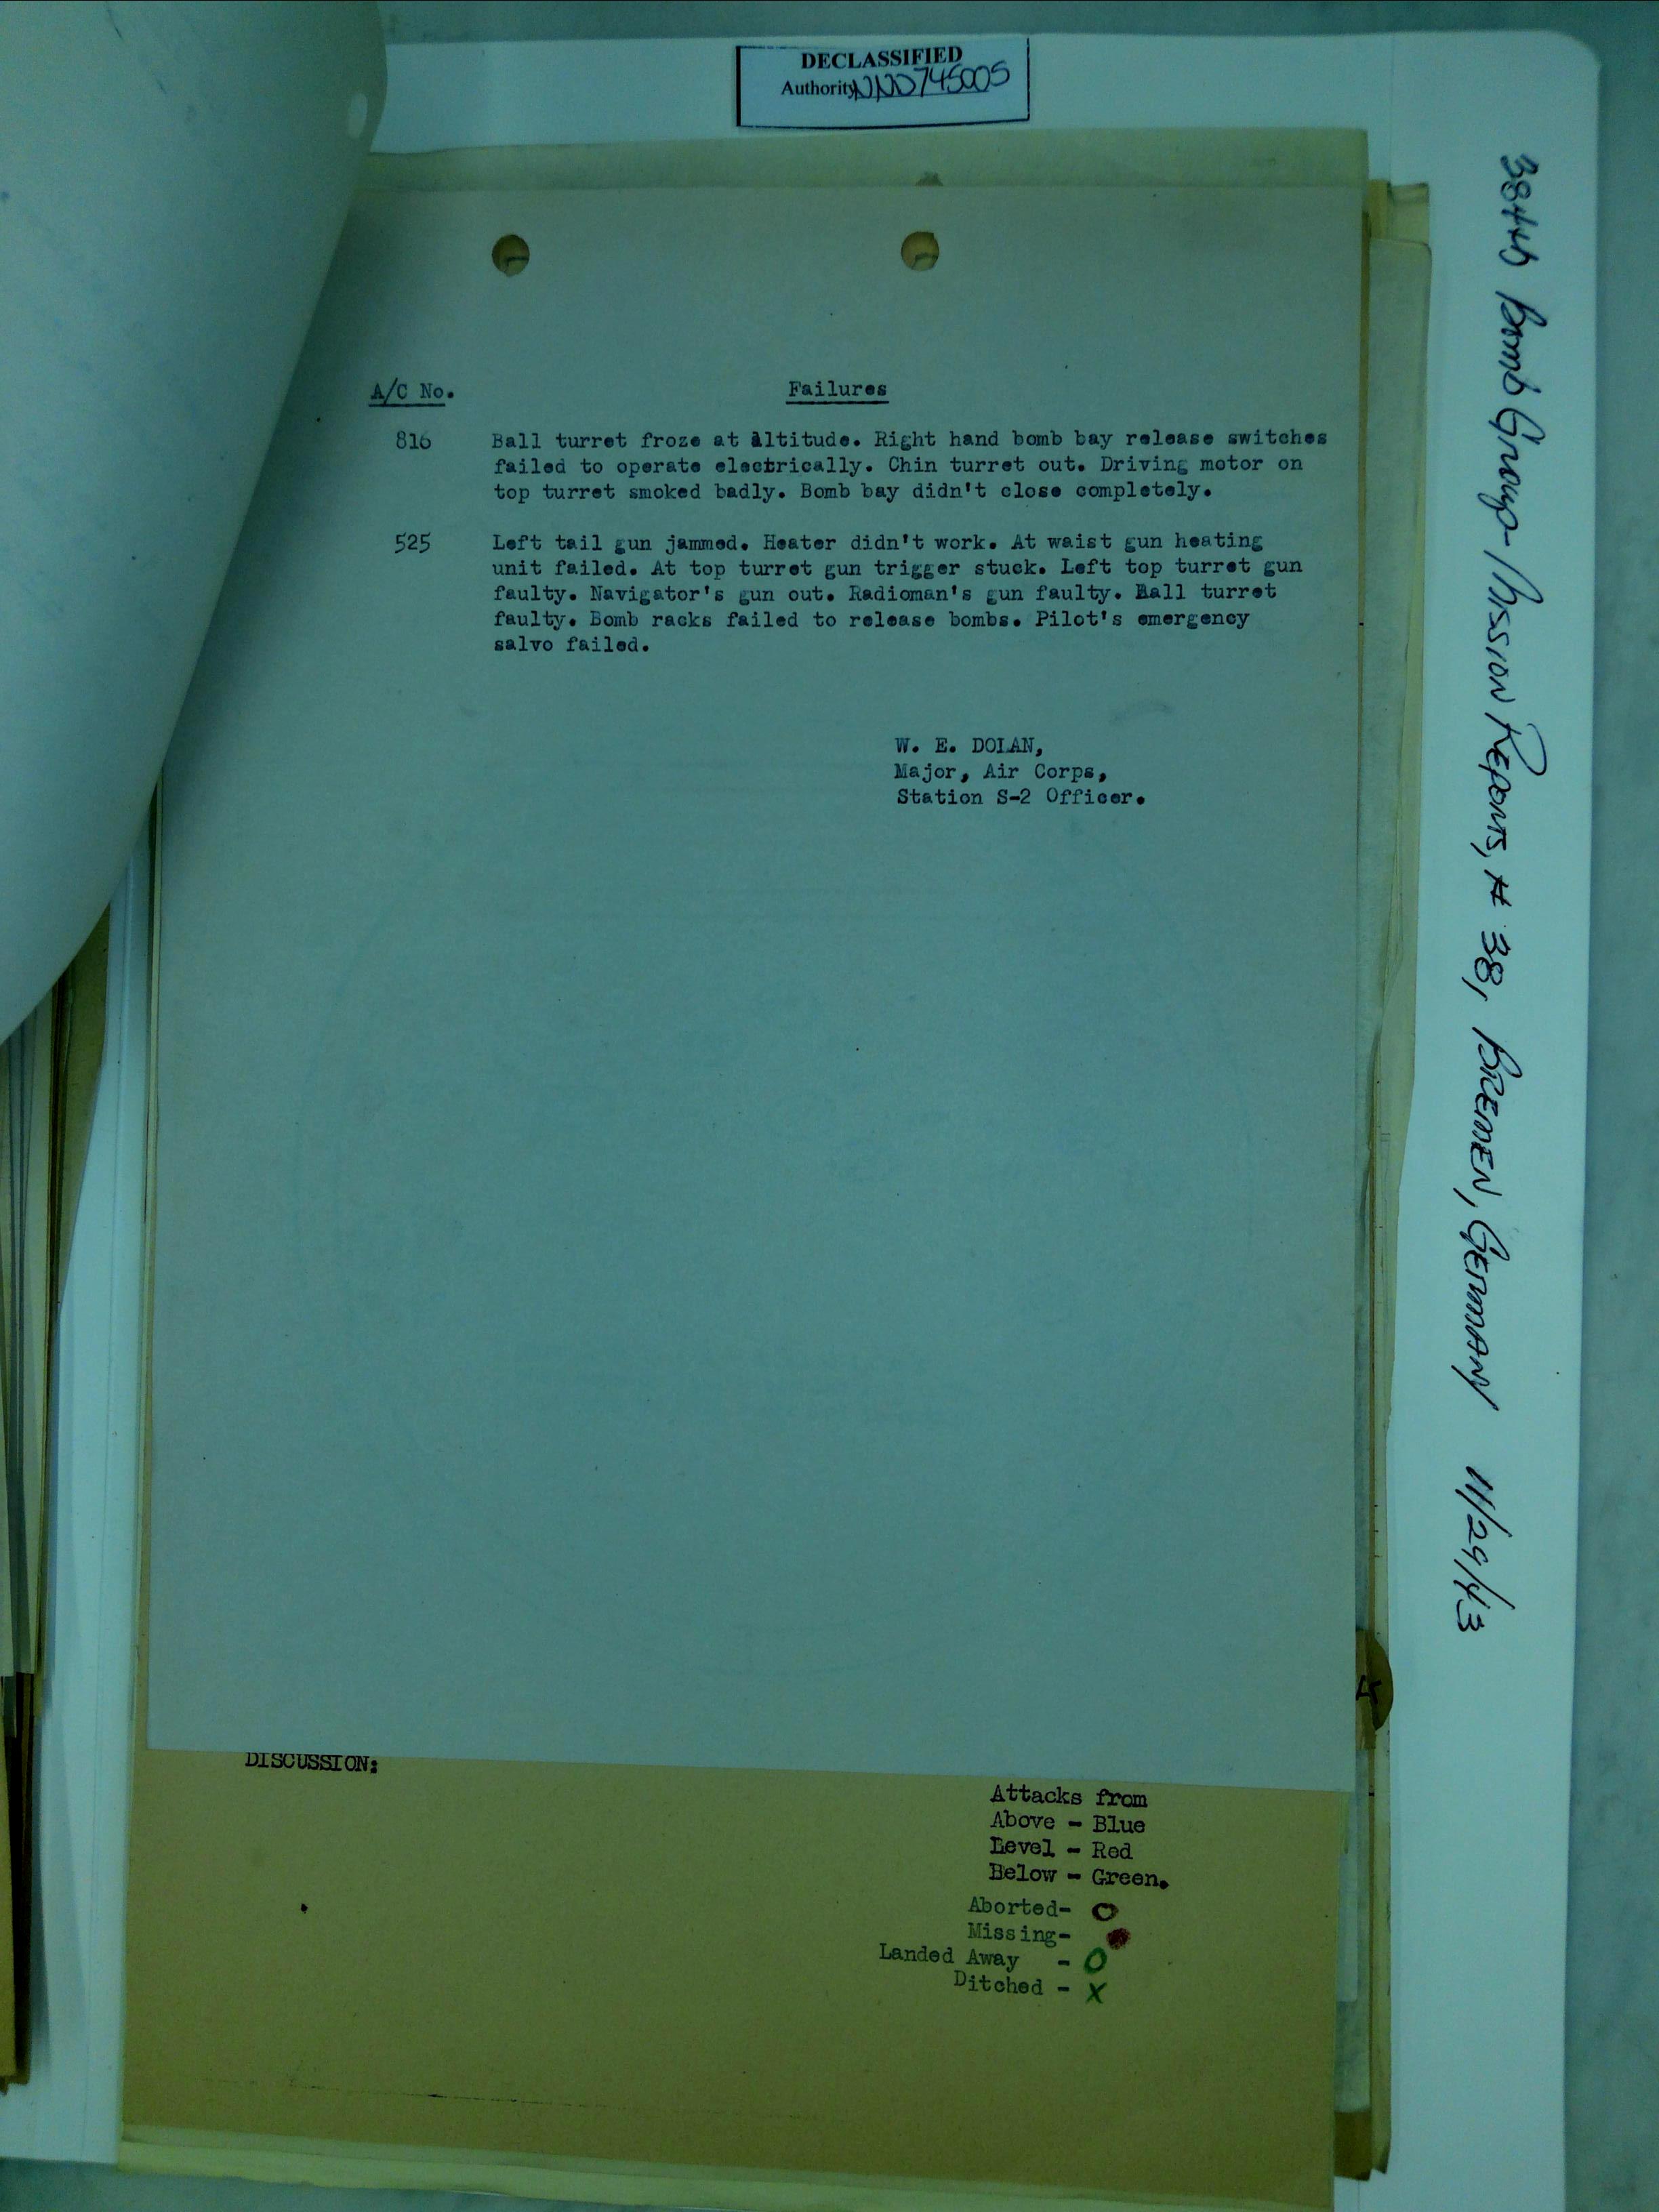 DECLASSIFIED
Authority NND745005
384th Bomb Group - Mission Reports, # 38, Bremen, Germany 11/29/43
A/C No. Failures
816 Ball turret froze at altitude. Right hand bomb bay release switches
failed to operate electrically. Chin turret out. Driving motor on
top turret smoked badly. Bomb bay didn't close completely.
525 Left tail gun jammed. Heater didn't work. At waist gun heating
unit failed. At top turret gun trigger stuck. Left top turret gun
faulty. Navigator's gun out. Radioman's gun faulty. Ball turret
faulty. Bomb racks failed to release bombs. Pilot's emergency
salvo failed.
W. E. DOLAN,
Major, Air Corps,
Station S-2 Officer.
DISCUSSION:
Attacks from
Above - Blue
Level - Red
Below - Green.
Aborted- O
Missing-
Landed Away - O
Ditched - X